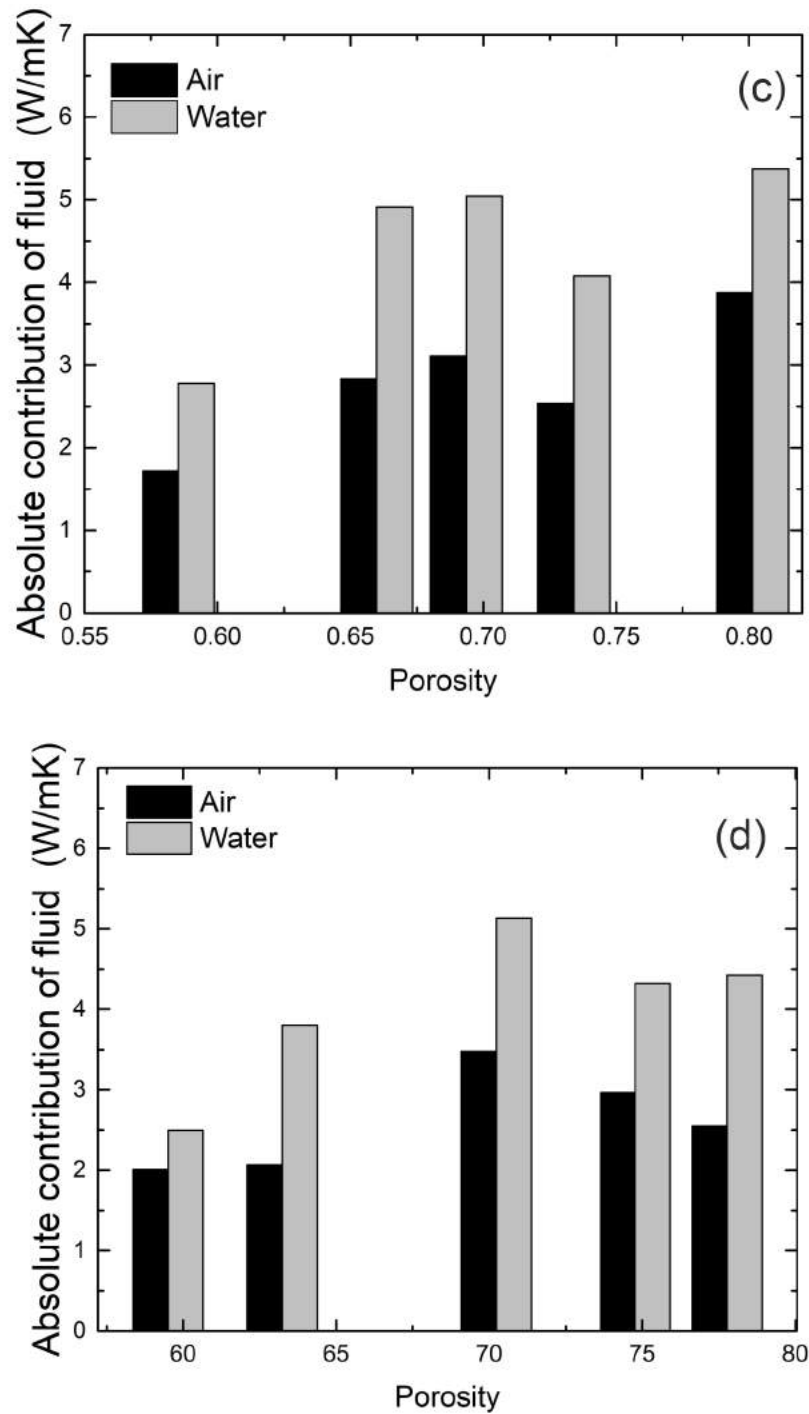 7
6
5
4
3
2
1
0
Absolute contribution of fluid (W/mK)
Air
Water
(c)
0.55 0.60 0.65 0.70 0.75 0.80
Porosity
7
6
5
4
3
2
1
0
Absolute contribution of fluid (W/mK)
Air
Water
(d)
60 65 70 75 80
Porosity